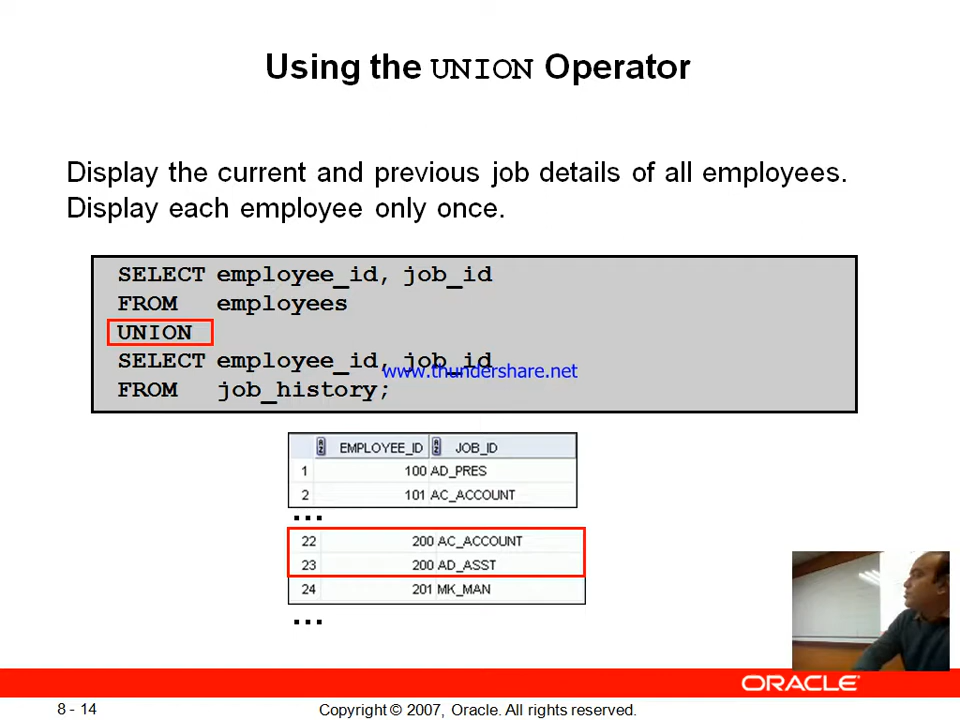 Using the UNION Operator
Display the current and previous job details of all employees.
Display each employee only once.
SELECT employee_id, job_id
FROM employees
UNION
SELECT employee_id, job_id
www.thundershare.net
FROM job_history;
EMPLOYEE_ID JOB_ID
1 100 AD_PRES
2 101 AC_ACCOUNT
...
22 200 AC_ACCOUNT
23 200 AD_ASST
24 201 MK_MAN
...
ORACLE
8 - 14 Copyright © 2007, Oracle. All rights reserved.